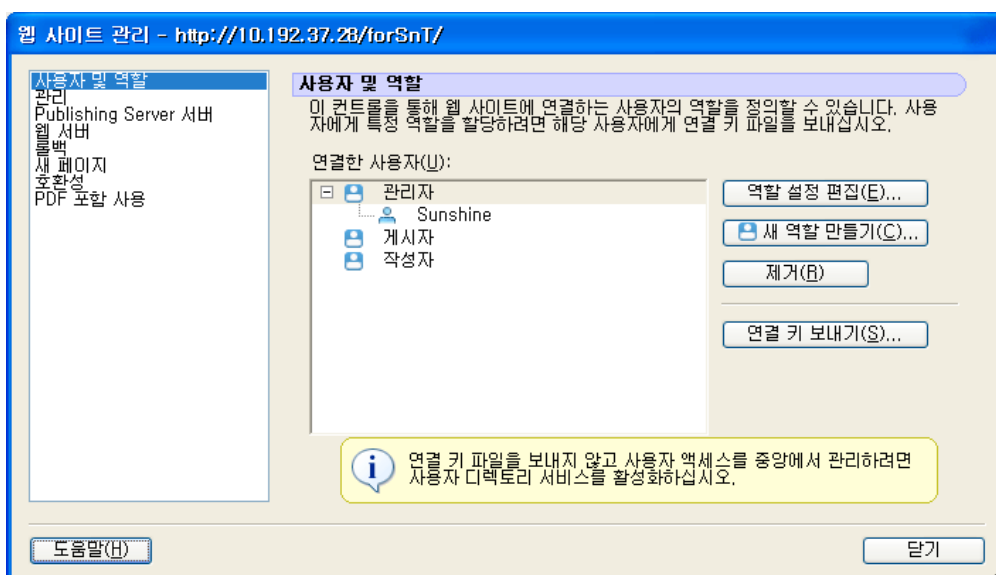 웹 사이트 관리 - http://10.192.37.28/forSnT/
사용자 및 역할
관리
Publishing Server 서버
웹 서버
롤백
새 페이지
호환성
PDF 포함 사용
사용자 및 역할
이 컨트롤을 통해 웹 사이트에 연결하는 사용자의 역할을 정의할 수 있습니다. 사용
자에게 특정 역할을 할당하려면 해당 사용자에게 연결 키 파일을 보내십시오.
연결한 사용자(U):
관리자
Sunshine
게시자
작성자
역할 설정 편집(E)...
새 역할 만들기(C)...
제거(R)
연결 키 보내기(S)...
연결 키 파일을 보내지 않고 사용자 액세스를 중앙에서 관리하려면
사용자 디렉토리 서비스를 활성화하십시오.
도움말(H)
닫기